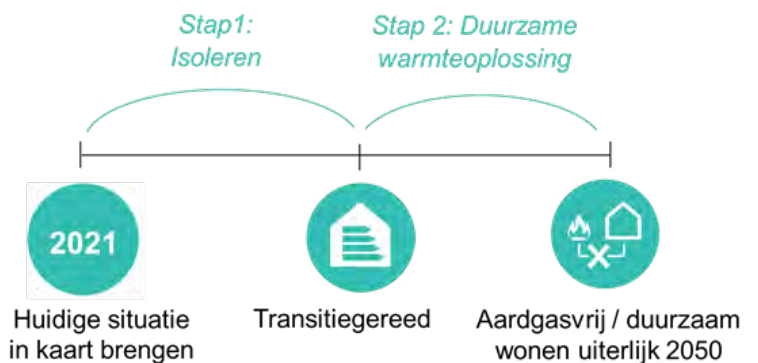 Stap1:
Isoleren
Stap 2: Duurzame
warmteoplossing
2021
Huidige situatie
in kaart brengen
Transitiegereed
Aardgasvrij / duurzaam
wonen uiterlijk 2050